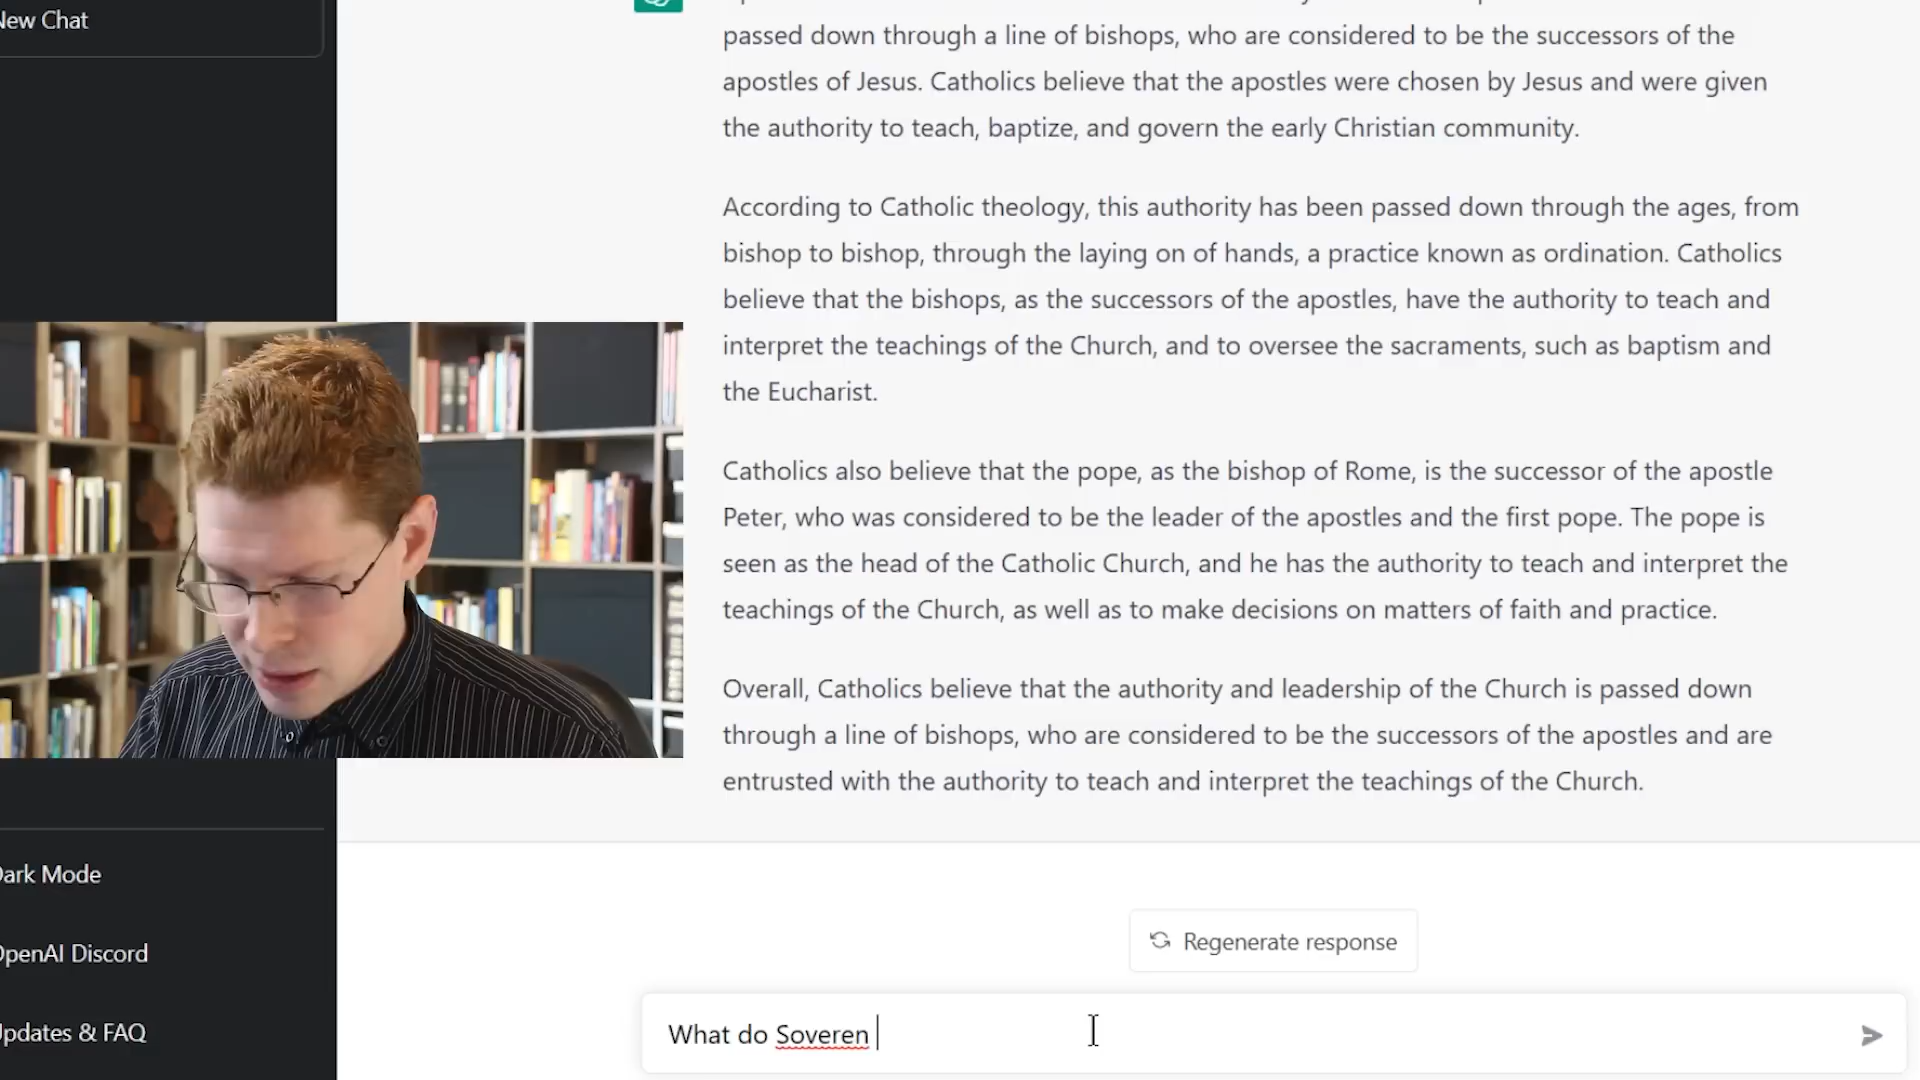 New Chat
passed down through a line of bishops, who are considered to be the successors of the
apostles of Jesus. Catholics believe that the apostles were chosen by Jesus and were given
the authority to teach, baptize, and govern the early Christian community.
According to Catholic theology, this authority has been passed down through the ages, from
bishop to bishop, through the laying on of hands, a practice known as ordination. Catholics
believe that the bishops, as the successors of the apostles, have the authority to teach and
interpret the teachings of the Church, and to oversee the sacraments, such as baptism and
the Eucharist.
Catholics also believe that the pope, as the bishop of Rome, is the successor of the apostle
Peter, who was considered to be the leader of the apostles and the first pope. The pope is
seen as the head of the Catholic Church, and he has the authority to teach and interpret the
teachings of the Church, as well as to make decisions on matters of faith and practice.
Overall, Catholics believe that the authority and leadership of the Church is passed down
through a line of bishops, who are considered to be the successors of the apostles and are
entrusted with the authority to teach and interpret the teachings of the Church.
Dark Mode
OpenAI Discord
Updates & FAQ
Regenerate response
What do Soveren